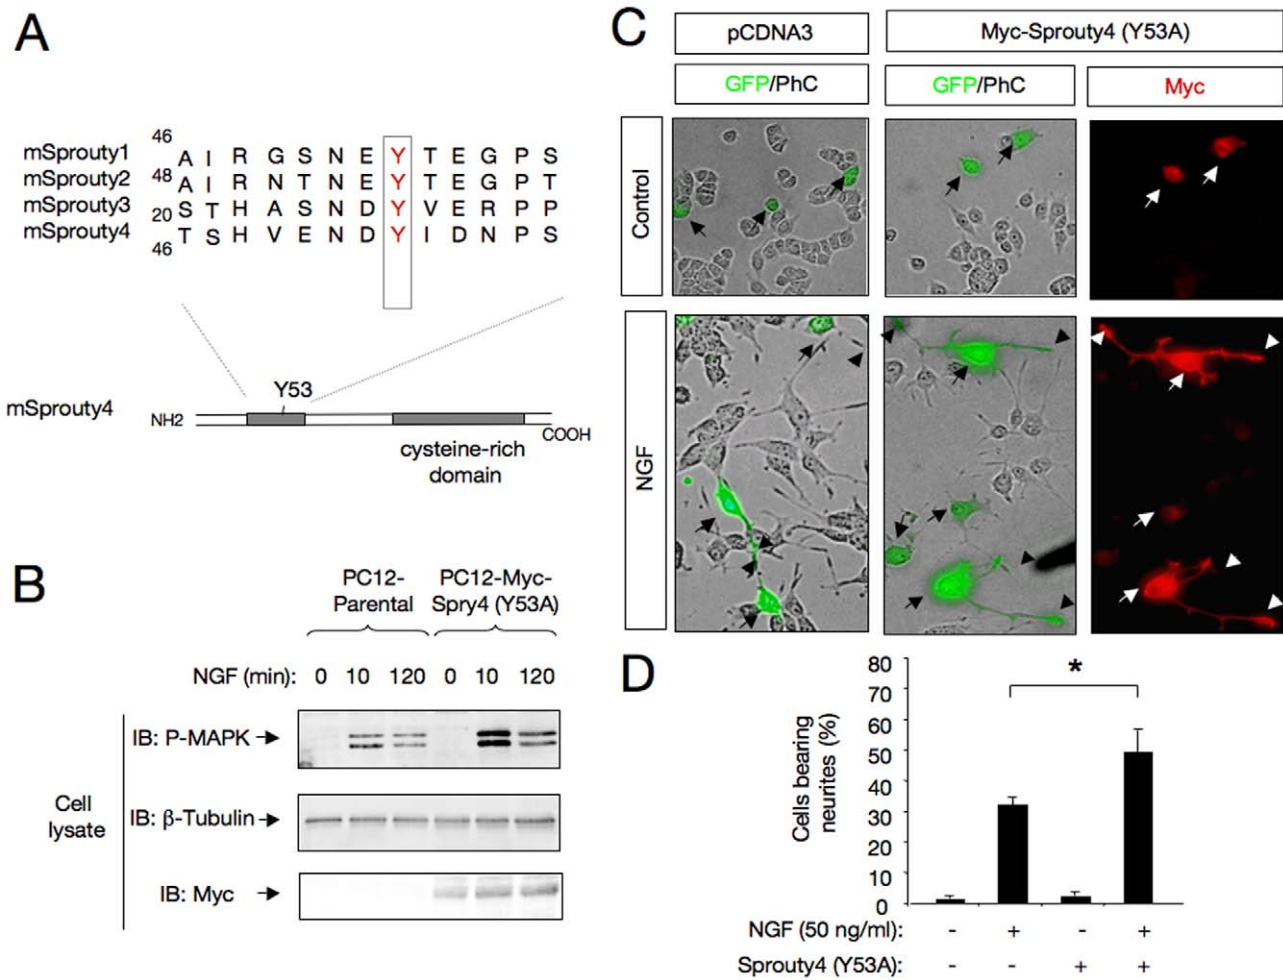 A
46
mSprouty1 A I R G S N E Y T E G P S
mSprouty2 48 A I R N T N E Y T E G P T
mSprouty3 20 S T H A S N D Y V E R P P
mSprouty4 T S H V E N D Y I D N P S
46
Y53
mSprouty4 NH2 COOH
cysteine-rich
domain
B
PC12-
Parental
PC12-Myc-
Spry4 (Y53A)
NGF (min): 0 10 120 0 10 120
IB: P-MAPK
Cell
lysate
IB: β-Tubulin
IB: Myc
C
pCDNA3 Myc-Sprouty4 (Y53A)
GFP/PhC GFP/PhC Myc
Control
NGF
D
80
70
60
50
40
30
20
10
0
Cells bearing
neurites (%)
*
NGF (50 ng/ml): - + - +
Sprouty4 (Y53A): - - + +